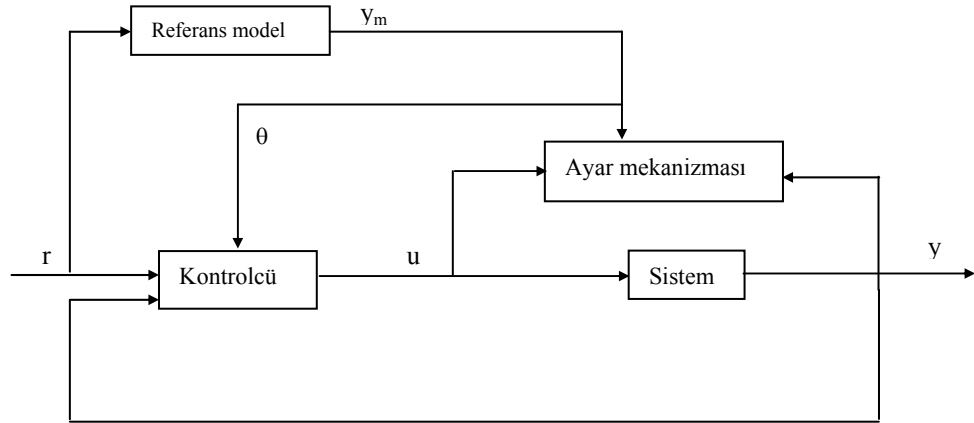 y_m
Referans model
θ
Ayar mekanizması
r
u
y
Kontrolcü
Sistem